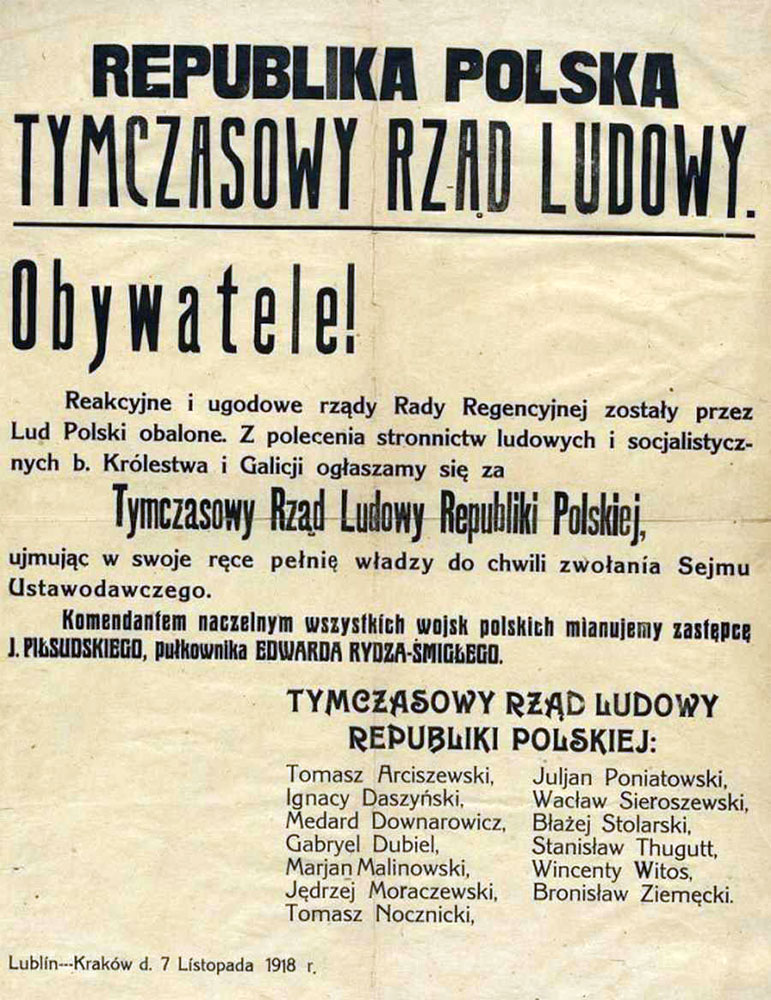 REPUBLIKA POLSKA
TYMCZASOWY RZĄD LUDOWY.
Obywatele!
Reakcyjne i ugodowe rządy Rady Regencyjnej zostały przez
Lud Polski obalone. Z polecenia stronnictw ludowych i socjalistycz-
nych b. Królestwa i Galicji ogłaszamy się za
Tymczasowy Rząd Ludowy Republiki Polskiej,
ujmując w swoje ręce pełnię władzy do chwili zwołania Sejmu
Ustawodawczego.
Komendantem naczelnym wszystkich wojsk polskich mianujemy zastępcę
J. PIŁSUDSKIEGO, pułkownika EDWARDA RYDZA-ŚMIGŁEGO.
TYMCZASOWY RZĄD LUDOWY
REPUBLIKI POLSKIEJ:
Tomasz Arciszewski,
Ignacy Daszyński,
Medard Downarowicz,
Gabryel Dubiel,
Marjan Malinowski,
Jędrzej Moraczewski,
Tomasz Nocznicki,
Juljan Poniatowski,
Wacław Sieroszewski,
Błażej Stolarski,
Stanisław Thugutt,
Wincenty Witos,
Bronisław Ziemęcki.
Lublin---Kraków d. 7 Listopada 1918 r.